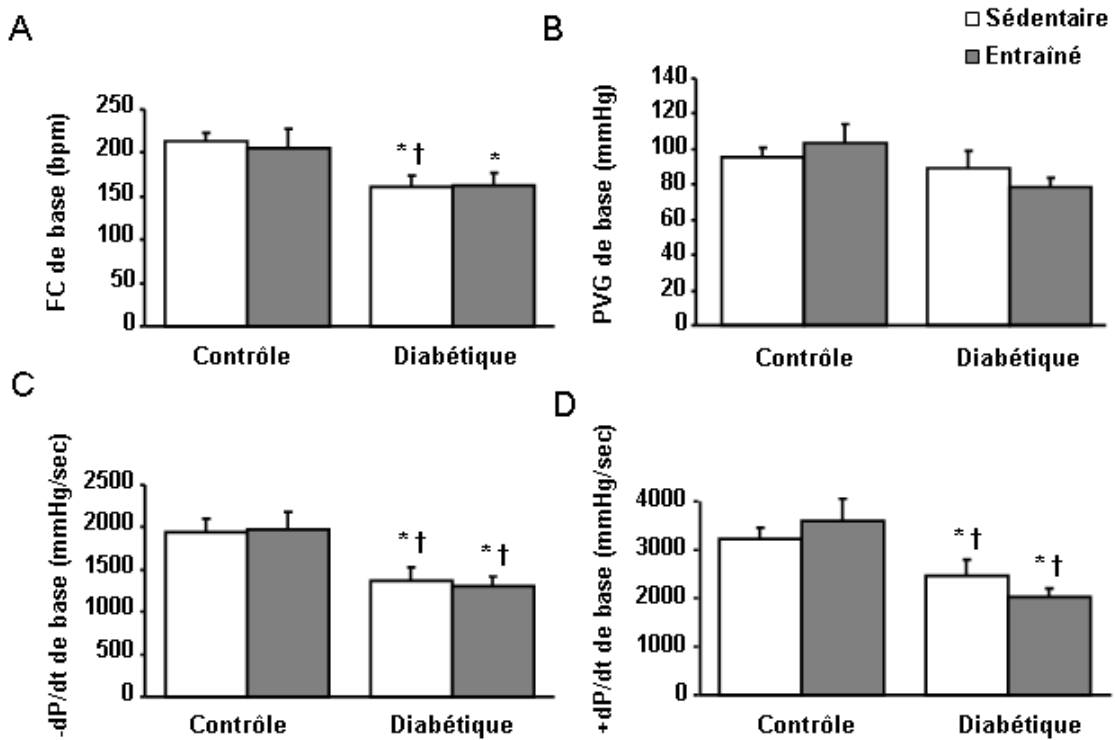 A
B
Sédentaire
Entraîné
FC de base (bpm)
250
200
150
100
50
0
* †
*
Contrôle
Diabétique
PVG de base (mmHg)
140
120
100
80
60
40
20
0
Contrôle
Diabétique
C
D
-dP/dt de base (mmHg/sec)
2500
2000
1500
1000
500
0
* †
* †
Contrôle
Diabétique
+dP/dt de base (mmHg/sec)
4000
3000
2000
1000
0
* †
* †
Contrôle
Diabétique